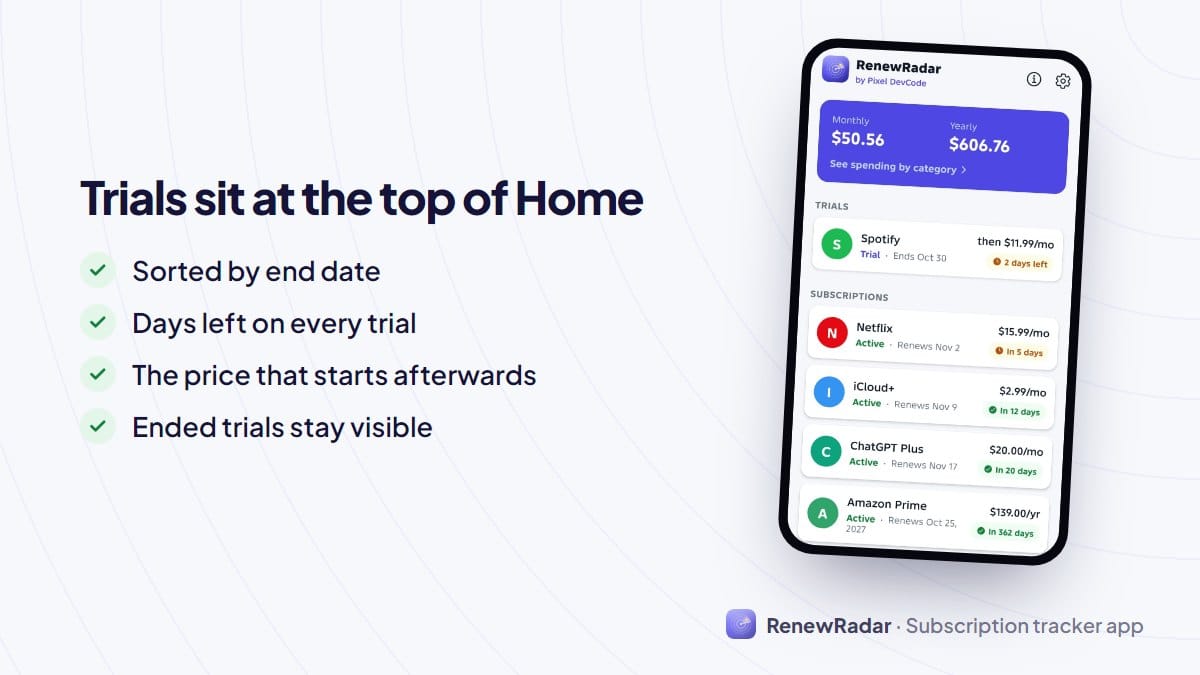 Trials sit at the top of Home
Sorted by end date
Days left on every trial
The price that starts afterwards
Ended trials stay visible
RenewRadar
by Pixel DevCode
Monthly
$50.56
Yearly
$606.76
See spending by category >
TRIALS
S
Spotify
then $11.99/mo
Trial · Ends Oct 30
2 days left
SUBSCRIPTIONS
N
Netflix
$15.99/mo
Active · Renews Nov 2
In 5 days
I
iCloud+
$2.99/mo
Active · Renews Nov 9
In 12 days
C
ChatGPT Plus
$20.00/mo
Active · Renews Nov 17
In 20 days
A
Amazon Prime
$139.00/yr
Active · Renews Oct 25,
2027
In 362 days
RenewRadar · Subscription tracker app